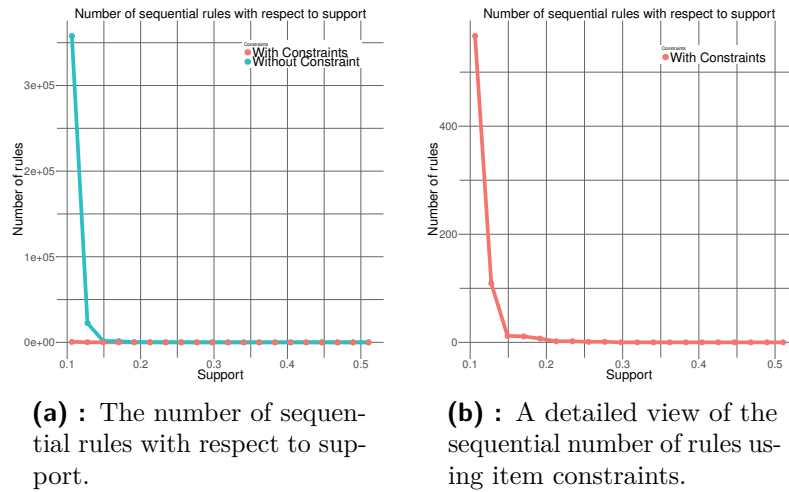 Number of sequential rules with respect to support
Constraints
With Constraints
Without Constraint
3e+05
2e+05
1e+05
0e+00
Number of rules
0.1 0.2 0.3 0.4 0.5
Support
(a) : The number of sequen-
tial rules with respect to sup-
port.
Number of sequential rules with respect to support
Constraints
With Constraints
400
200
0
Number of rules
0.1 0.2 0.3 0.4 0.5
Support
(b) : A detailed view of the
sequential number of rules us-
ing item constraints.